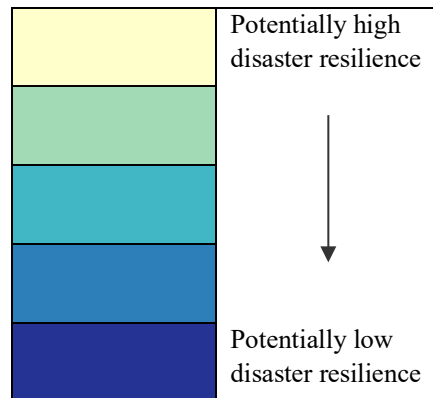 Potentially high
disaster resilience
Potentially low
disaster resilience